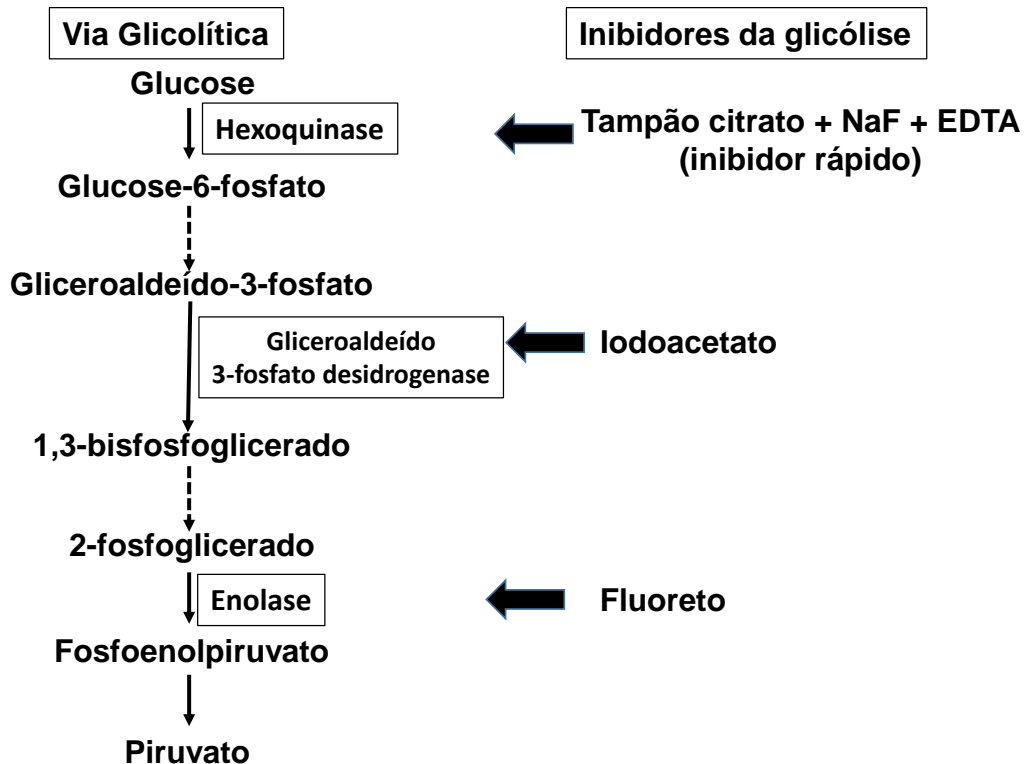 Via Glicolítica
Inibidores da glicólise
Glucose
Hexoquinase
Tampão citrato + NaF + EDTA
(inibidor rápido)
Glucose-6-fosfato
Gliceroaldeído-3-fosfato
Gliceroaldeído
3-fosfato desidrogenase
Iodoacetato
1,3-bisfosfoglicerado
2-fosfoglicerado
Enolase
Fluoreto
Fosfoenolpiruvato
Piruvato